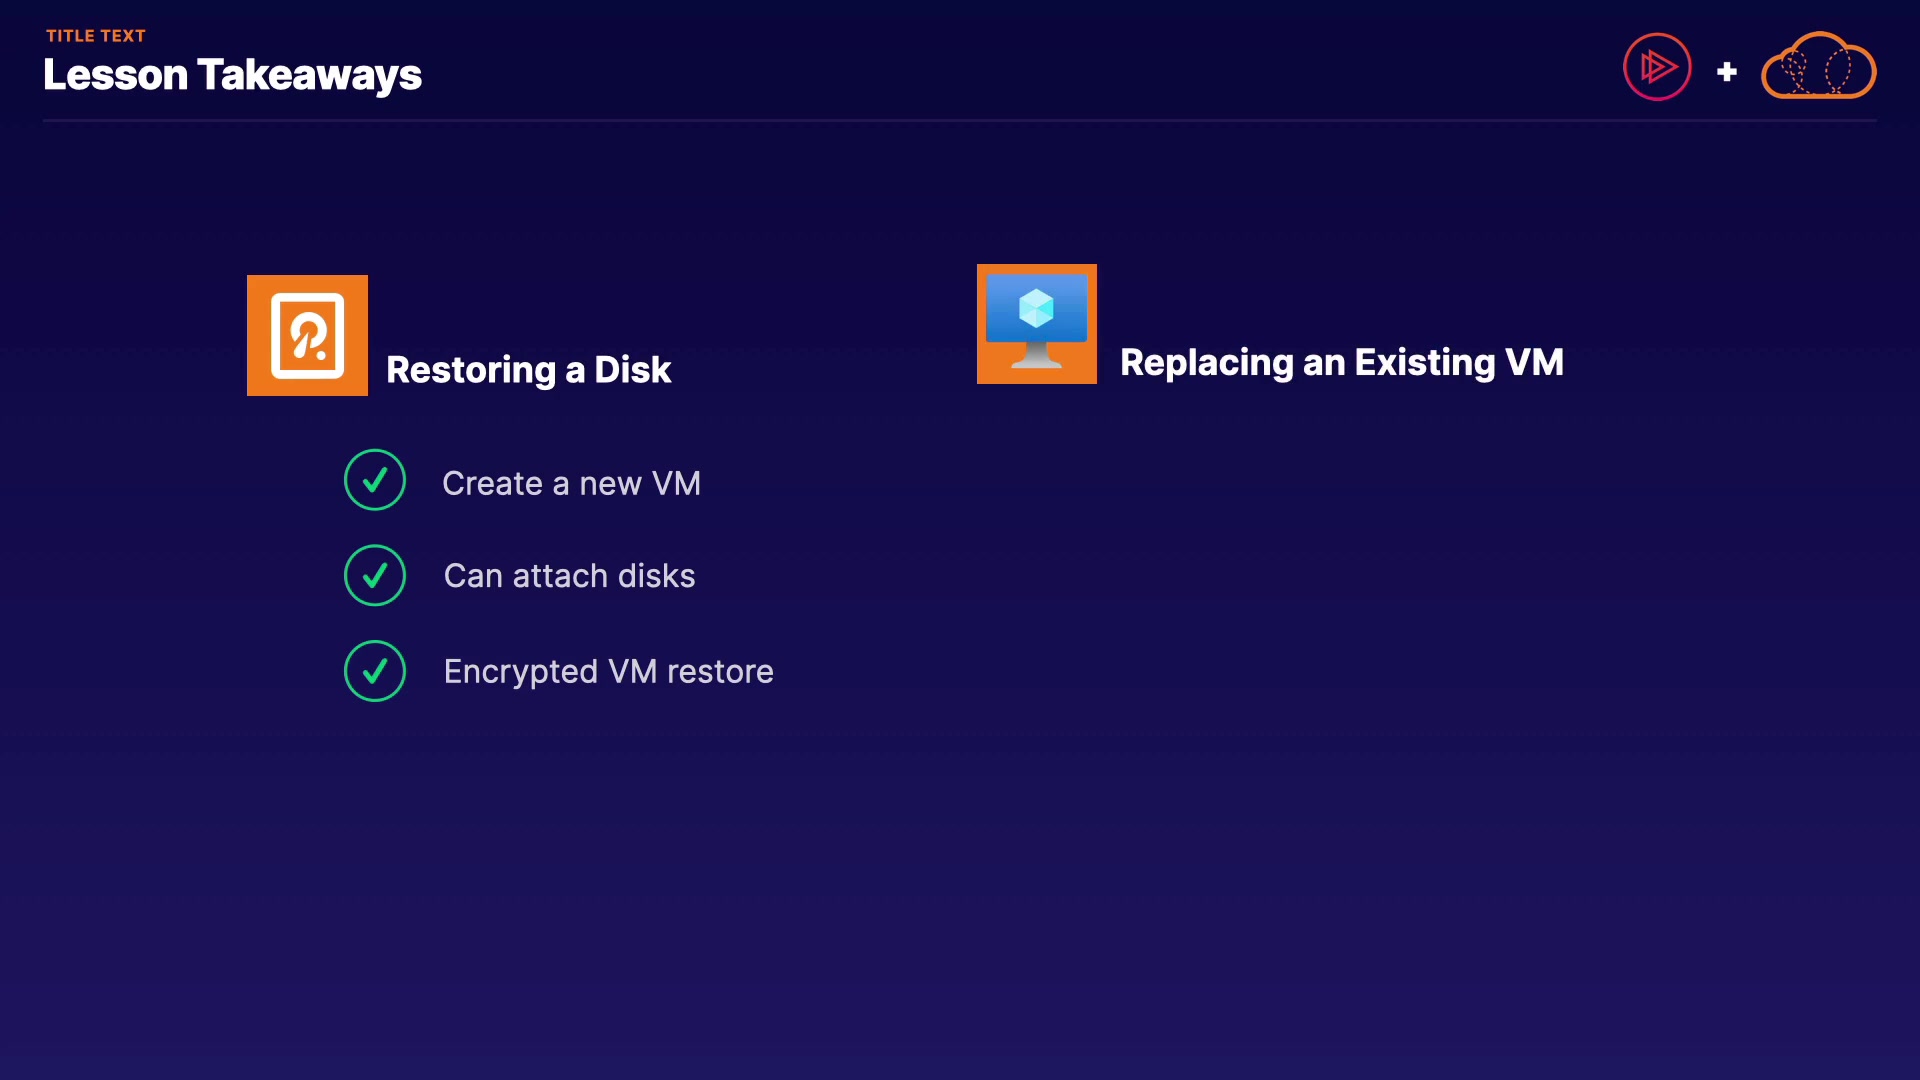 TITLE TEXT
Lesson Takeaways
Restoring a Disk
Create a new VM
Can attach disks
Encrypted VM restore
Replacing an Existing VM